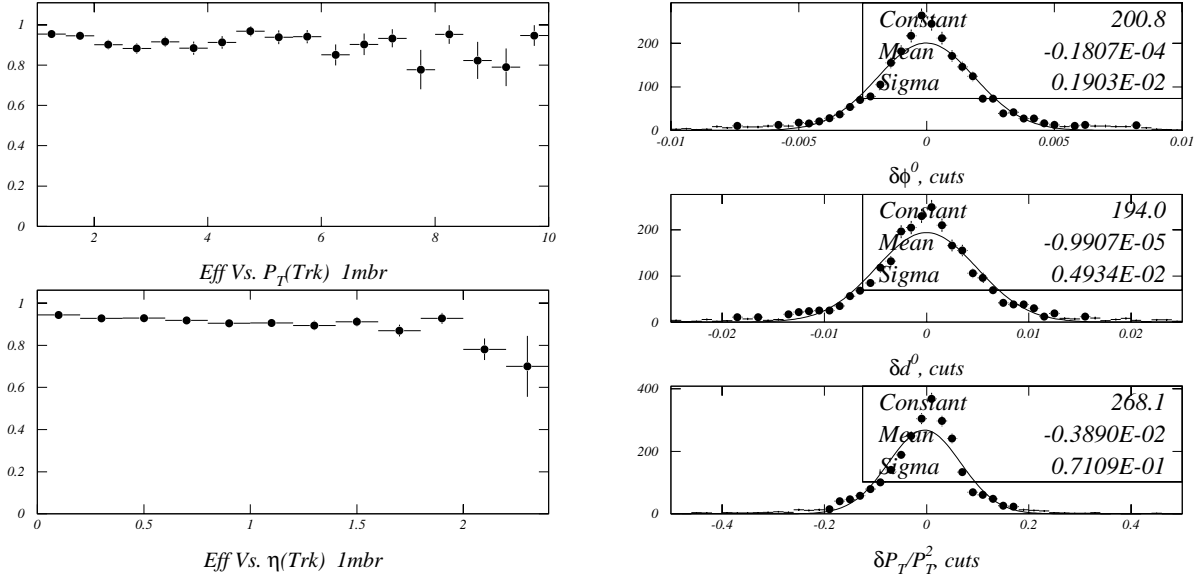 1
0.8
0.6
0.4
0.2
0
2 4 6 8 10
Eff Vs. P_T(Trk) 1mbr
1
0.8
0.6
0.4
0.2
0
0 0.5 1 1.5 2
Eff Vs. η(Trk) 1mbr
Constant 200.8
Mean -0.1807E-04
Sigma 0.1903E-02
200
100
0
-0.01 -0.005 0 0.005 0.01
δϕ⁰, cuts
Constant 194.0
Mean -0.9907E-05
Sigma 0.4934E-02
200
100
0
-0.02 -0.01 0 0.01 0.02
δd⁰, cuts
Constant 268.1
Mean -0.3890E-02
Sigma 0.7109E-01
400
200
0
-0.4 -0.2 0 0.2 0.4
δP_T/P_T², cuts